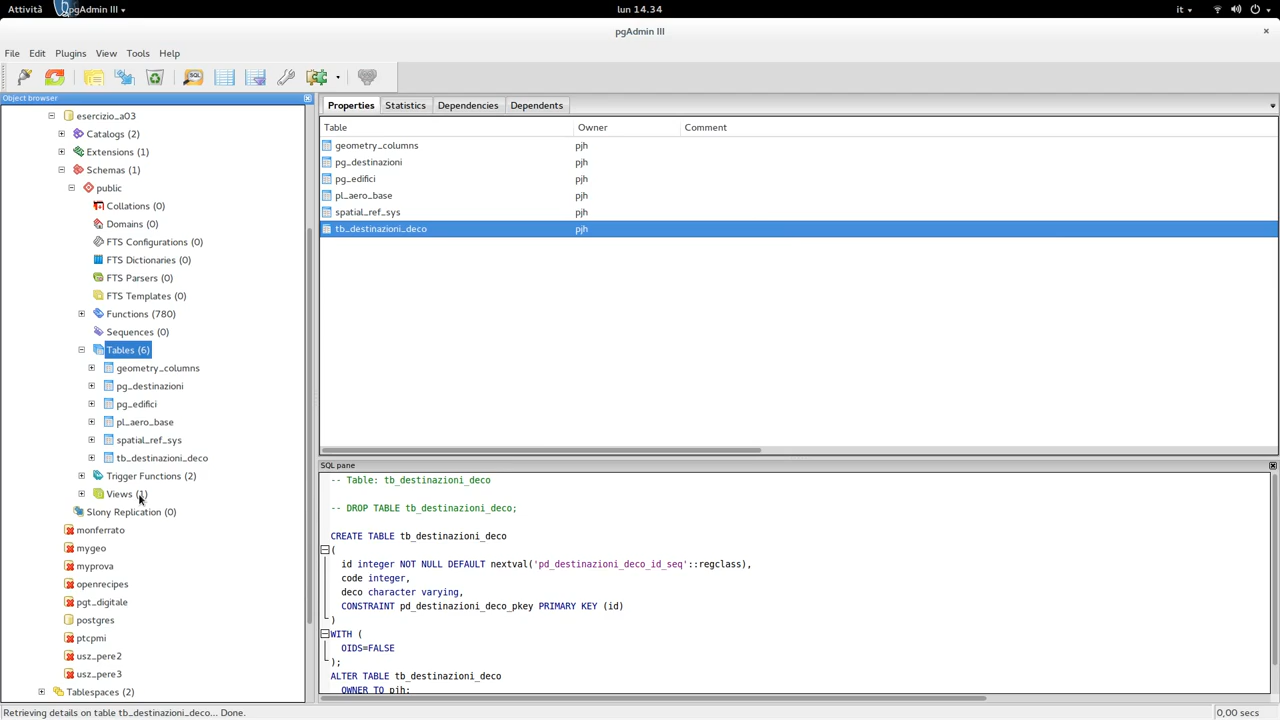 Attività pgAdmin III lun 14.34 it
pgAdmin III
File Edit Plugins View Tools Help
SQL
Object browser
esercizio_a03
Catalogs (2)
Extensions (1)
Schemas (1)
public
Collations (0)
Domains (0)
FTS Configurations (0)
FTS Dictionaries (0)
FTS Parsers (0)
FTS Templates (0)
Functions (780)
Sequences (0)
Tables (6)
geometry_columns
pg_destinazioni
pg_edifici
pl_aero_base
spatial_ref_sys
tb_destinazioni_deco
Trigger Functions (2)
Views (1)
Slony Replication (0)
monferrato
mygeo
myprova
openrecipes
pgt_digitale
postgres
ptcpmi
usz_pere2
usz_pere3
Tablespaces (2)
Properties Statistics Dependencies Dependents
Table Owner Comment
geometry_columns pjh
pg_destinazioni pjh
pg_edifici pjh
pl_aero_base pjh
spatial_ref_sys pjh
tb_destinazioni_deco pjh
SQL pane
-- Table: tb_destinazioni_deco
-- DROP TABLE tb_destinazioni_deco;
CREATE TABLE tb_destinazioni_deco
(
id integer NOT NULL DEFAULT nextval('pd_destinazioni_deco_id_seq'::regclass),
code integer,
deco character varying,
CONSTRAINT pd_destinazioni_deco_pkey PRIMARY KEY (id)
)
WITH (
OIDS=FALSE
);
ALTER TABLE tb_destinazioni_deco
OWNER TO pjh;
Retrieving details on table tb_destinazioni_deco... Done. 0,00 secs